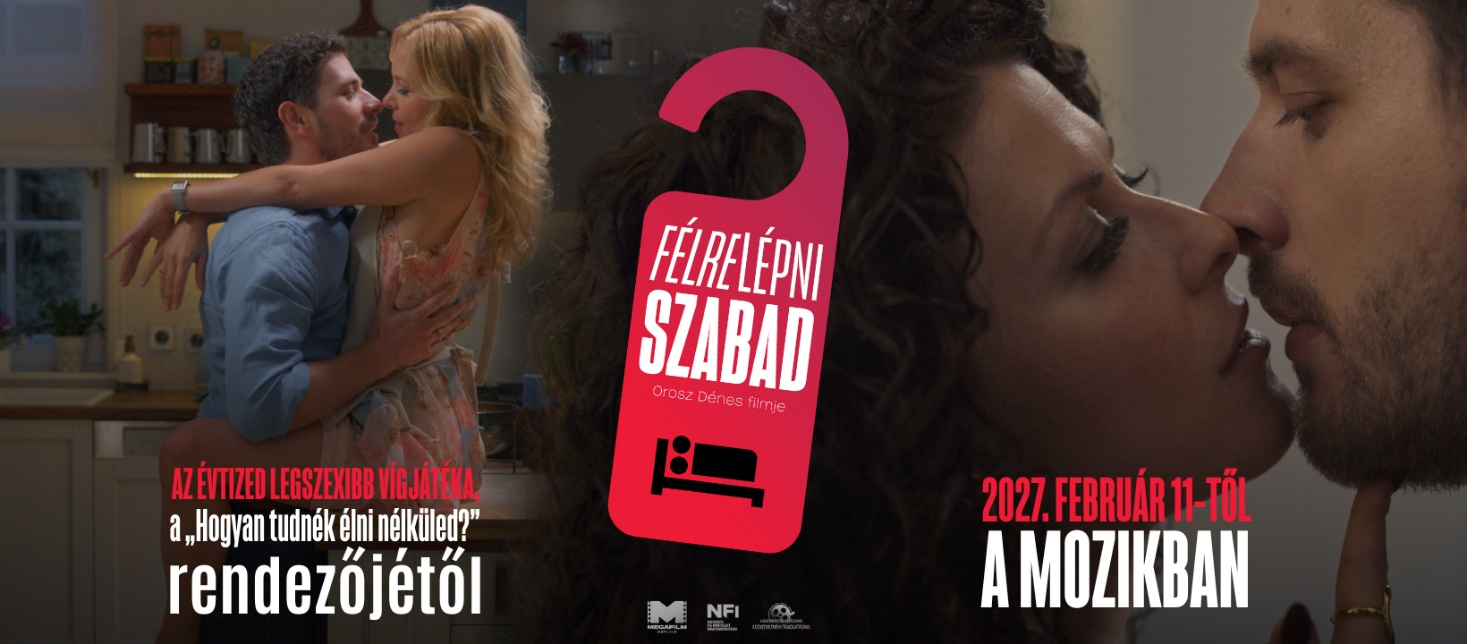 FÉLRELÉPNI
SZABAD
Orosz Dénes filmje
AZ ÉVTIZED LEGSZEXIBB VÍGJÁTÉKA,
a „Hogyan tudnék élni nélküled?”
rendezőjétől
2027. FEBRUÁR 11-TŐL
A MOZIKBAN
MEGAFILM
NFI